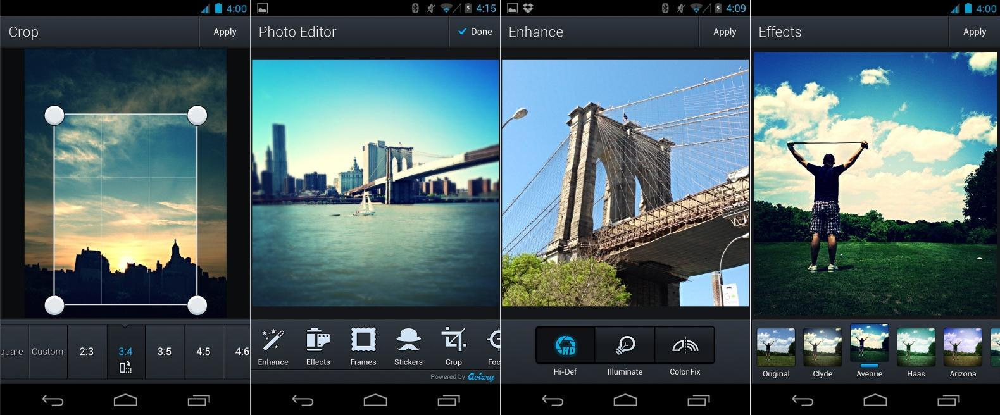 4:00
Crop
Apply
quare
Custom
2:3
3:4
3:5
4:5
4:6
4:15
Photo Editor
Done
Enhance
Effects
Frames
Stickers
Crop
Foc
Powered by Aviary
4:09
Enhance
Apply
HD
Hi-Def
Illuminate
Color Fix
4:00
Effects
Apply
Original
Clyde
Avenue
Haas
Arizona